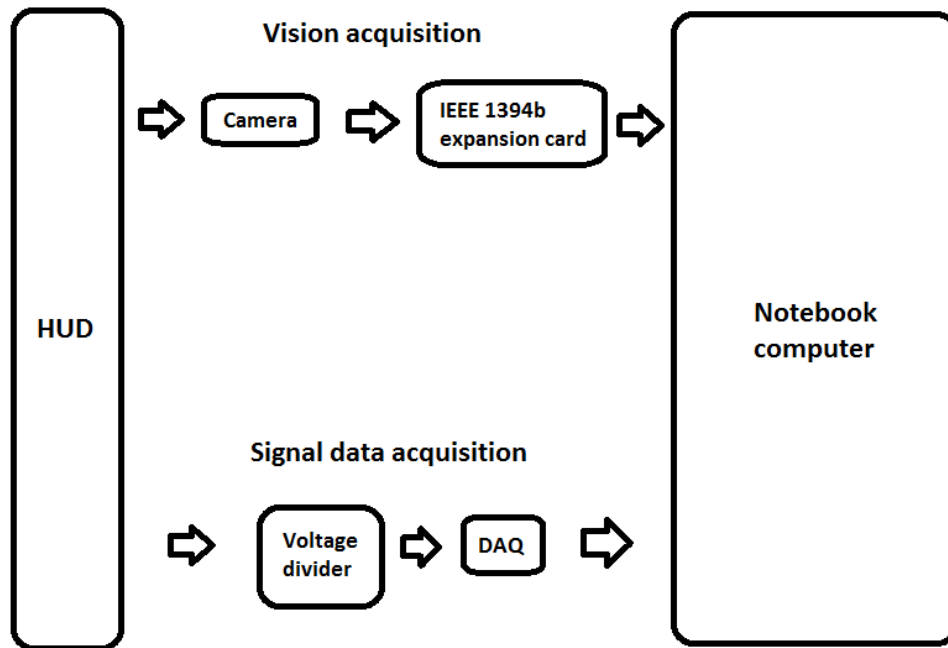 Vision acquisition
Camera
IEEE 1394b
expansion card
HUD
Notebook
computer
Signal data acquisition
Voltage
divider
DAQ